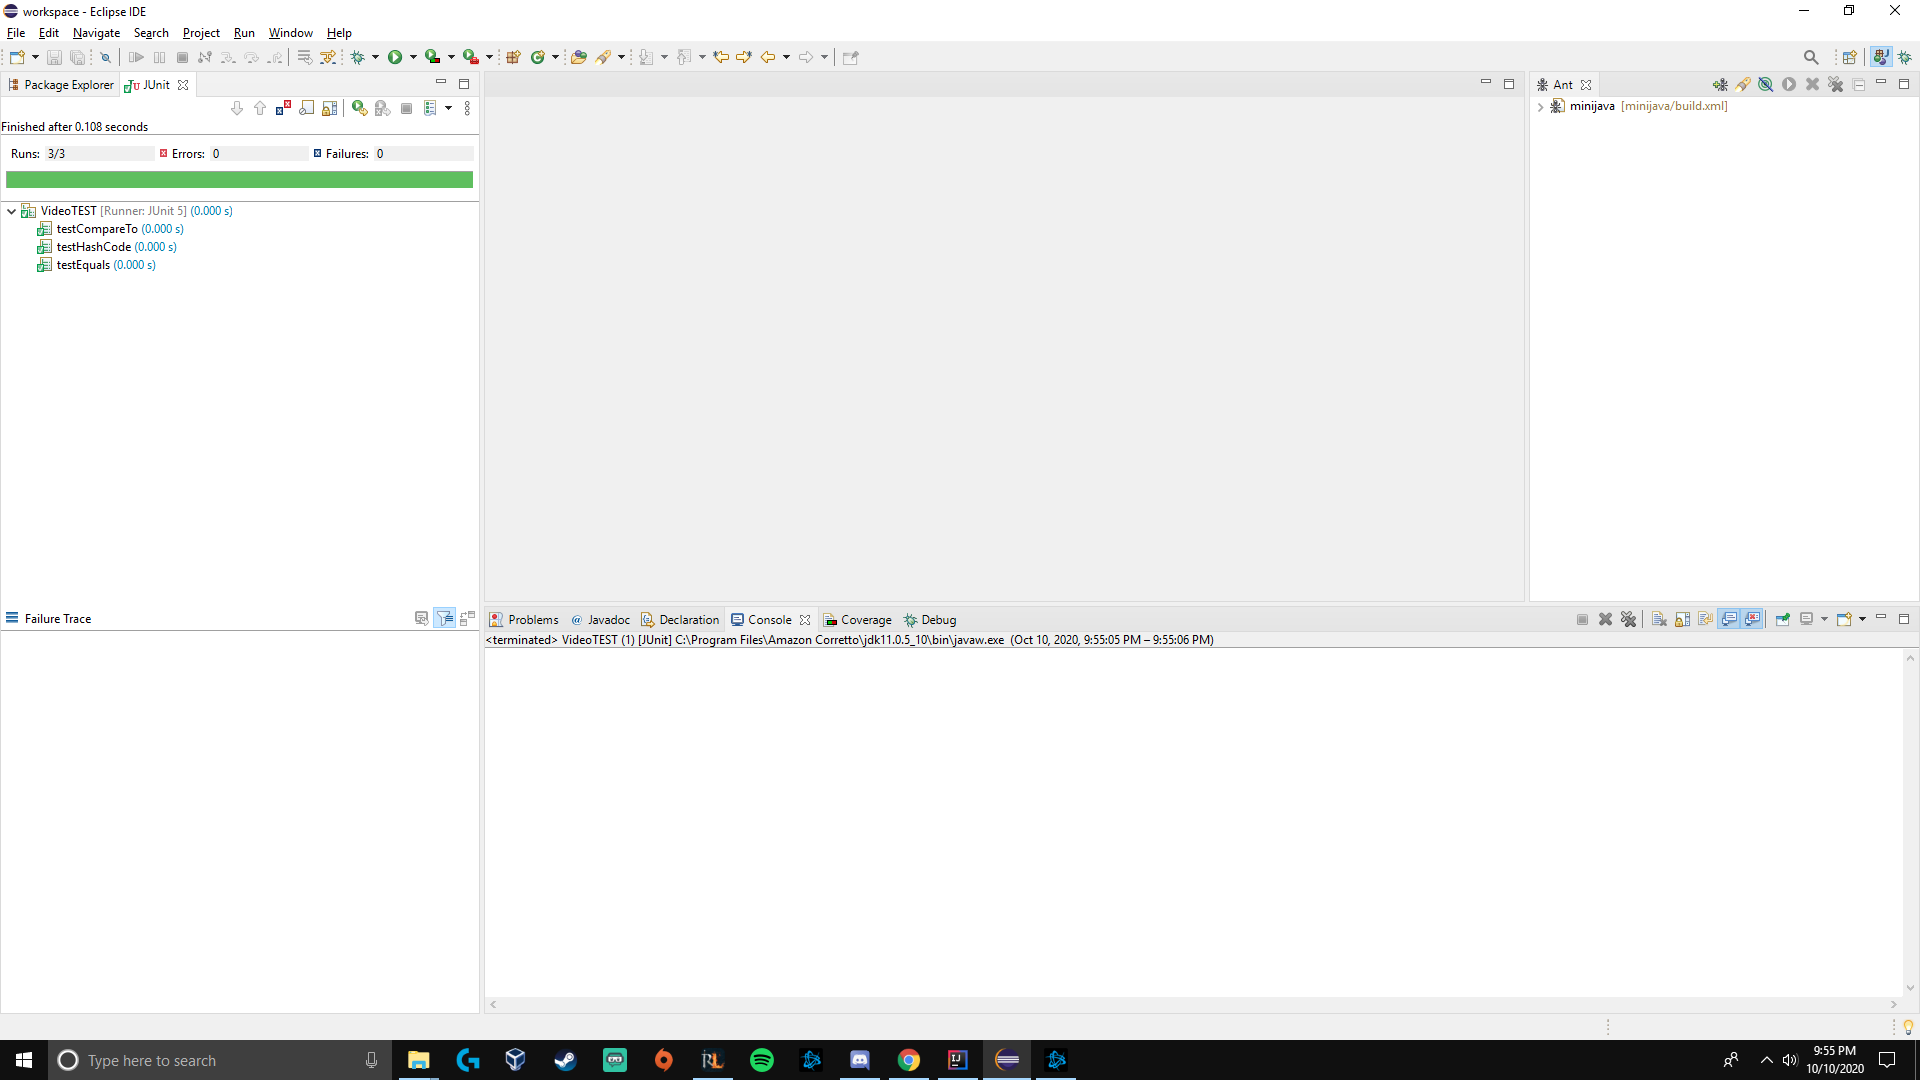 workspace - Eclipse IDE
File Edit Navigate Search Project Run Window Help
Package Explorer JUnit
Finished after 0.108 seconds
Runs: 3/3 Errors: 0 Failures: 0
VideoTEST [Runner: JUnit 5] (0.000 s)
testCompareTo (0.000 s)
testHashCode (0.000 s)
testEquals (0.000 s)
Failure Trace
Ant
minijava [minijava/build.xml]
Problems @ Javadoc Declaration Console Coverage Debug
<terminated> VideoTEST (1) [JUnit] C:\Program Files\Amazon Corretto\jdk11.0.5_10\bin\javaw.exe (Oct 10, 2020, 9:55:05 PM – 9:55:06 PM)
Type here to search
RL
IJ
9:55 PM
10/10/2020